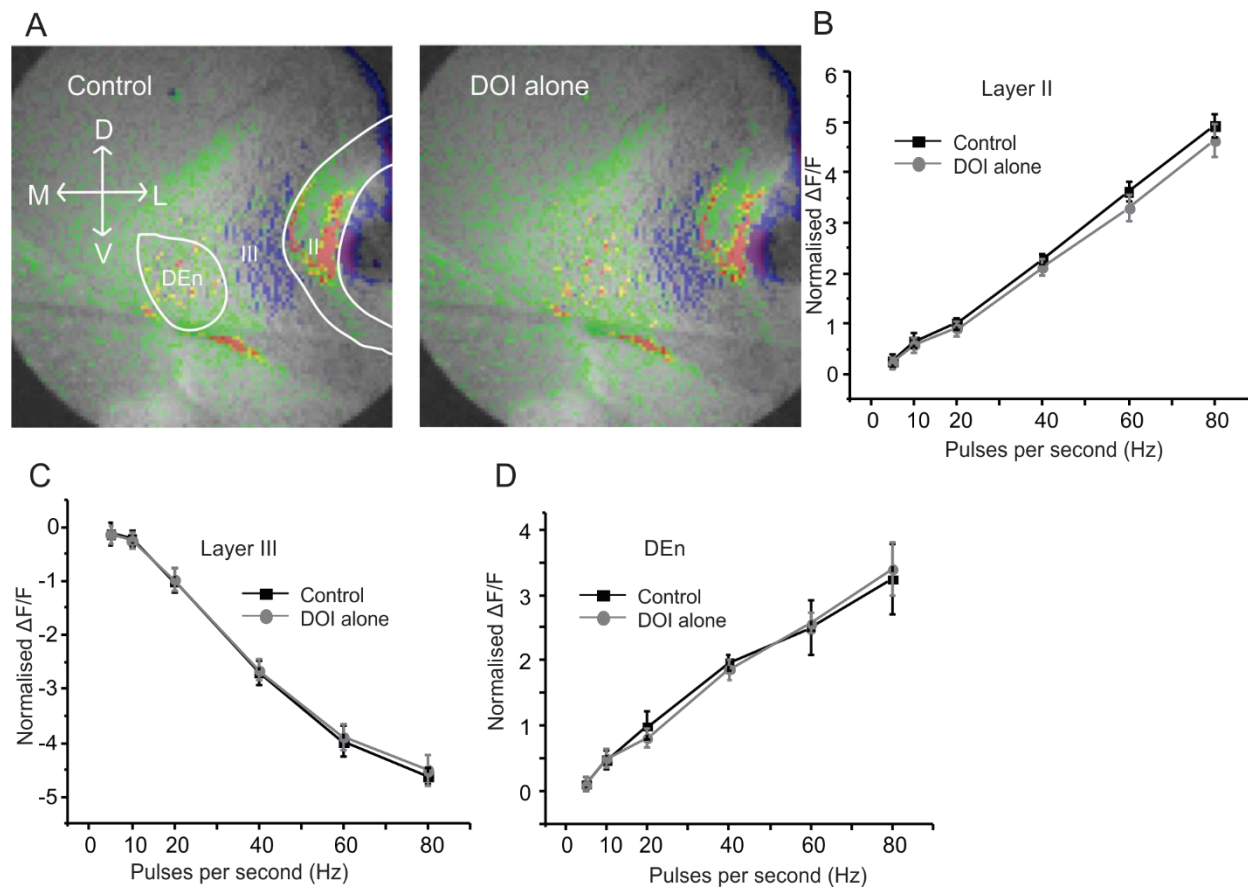 A
Control
D
M
L
V
DEn
III
II
DOI alone
B
Layer II
Control
DOI alone
Normalised ΔF/F
6
5
4
3
2
1
0
0 10 20 40 60 80
Pulses per second (Hz)
C
Layer III
Control
DOI alone
Normalised ΔF/F
0
-1
-2
-3
-4
-5
0 10 20 40 60 80
Pulses per second (Hz)
D
DEn
Control
DOI alone
Normalised ΔF/F
4
3
2
1
0
0 10 20 40 60 80
Pulses per second (Hz)